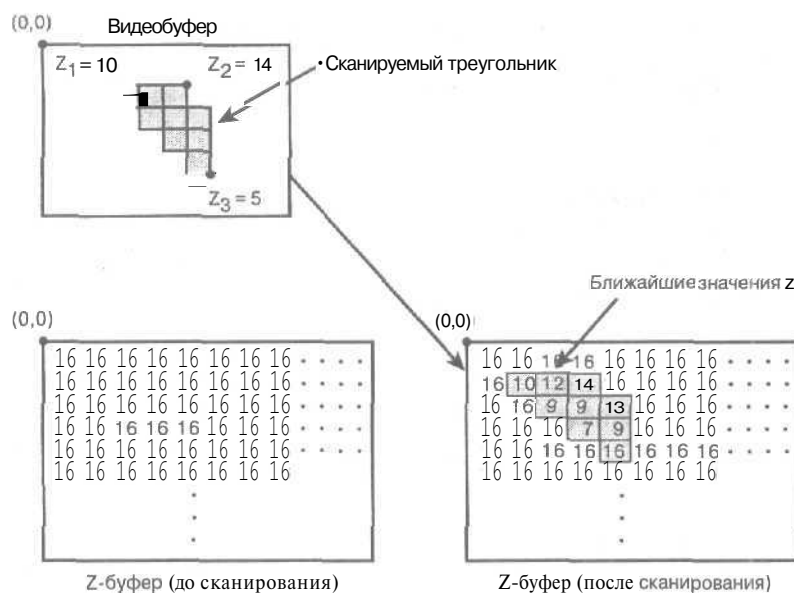 (0,0)
Видеобуфер
Z1 = 10
Z2 = 14
Сканируемый треугольник
Z3 = 5
Ближайшие значения z
(0,0)
16 16 16 16 16 16 16 16 · · · ·
16 16 16 16 16 16 16 16 · · · ·
16 16 16 16 16 16 16 16 · · · ·
16 16 16 16 16 16 16 16 · · · ·
16 16 16 16 16 16 16 16 · · · ·
16 16 16 16 16 16 16 16
Z-буфер (до сканирования)
(0,0)
16 16 16 16 16 16 16 16 · · · ·
16 10 12 14 16 16 16 16 · · · ·
16 16 9 9 13 16 16 16 · · · ·
16 16 16 7 9 16 16 16 · · · ·
16 16 16 16 16 16 16 16 · · · ·
16 16 16 16 16 16 16 16
Z-буфер (после сканирования)